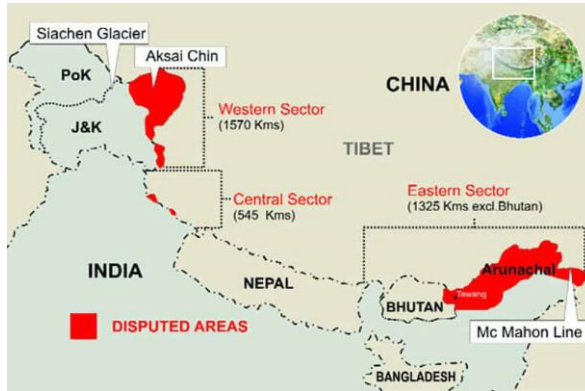 Siachen Glacier
Aksai Chin
PoK
J&K
CHINA
Western Sector
(1570 Kms)
TIBET
Central Sector
(545 Kms)
Eastern Sector
(1325 Kms excl.Bhutan)
INDIA
NEPAL
Arunachal
Tawang
BHUTAN
Mc Mahon Line
DISPUTED AREAS
BANGLADESH